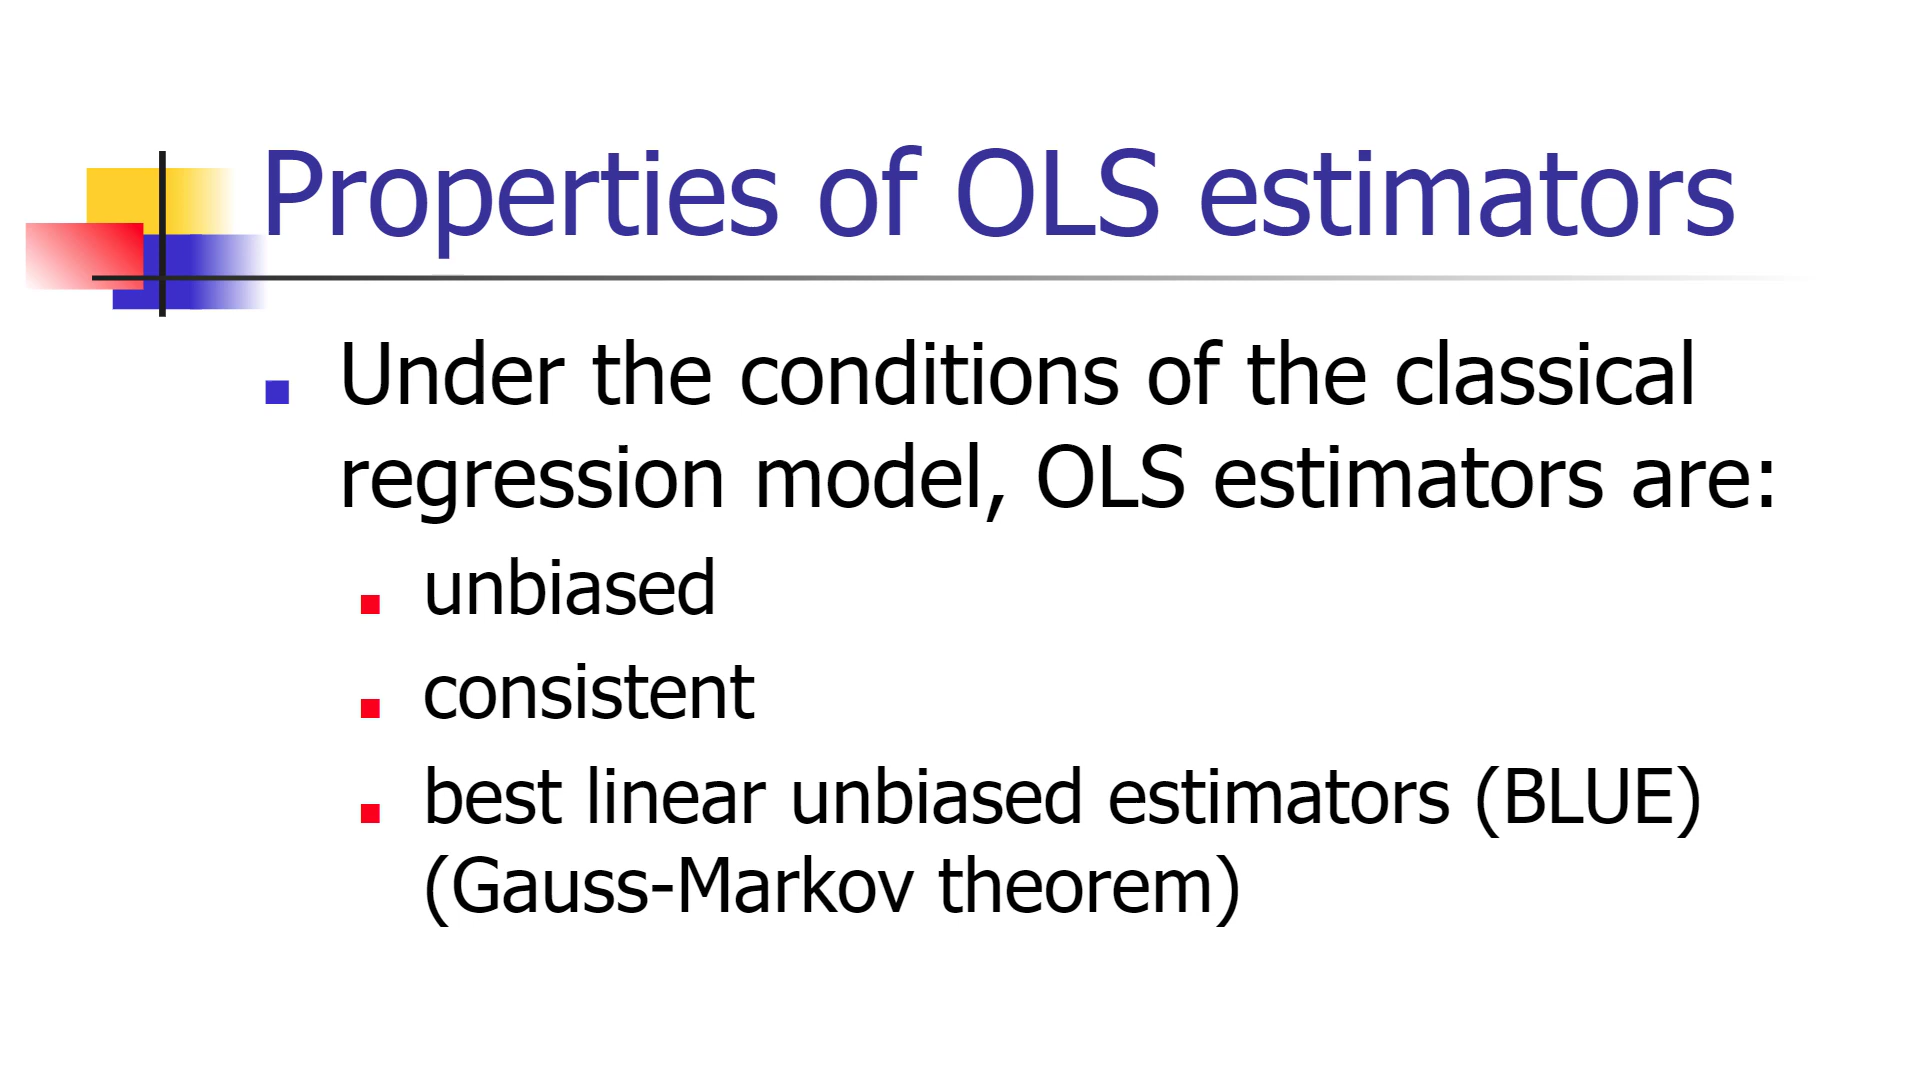 Properties of OLS estimators
Under the conditions of the classical
regression model, OLS estimators are:
unbiased
consistent
best linear unbiased estimators (BLUE)
(Gauss-Markov theorem)